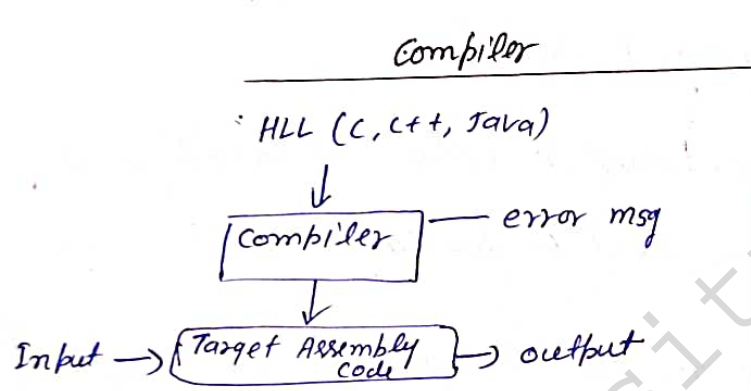 Compiler
HLL (C, C++, Java)
Compiler
error msg
Input
Target Assembly
Code
output